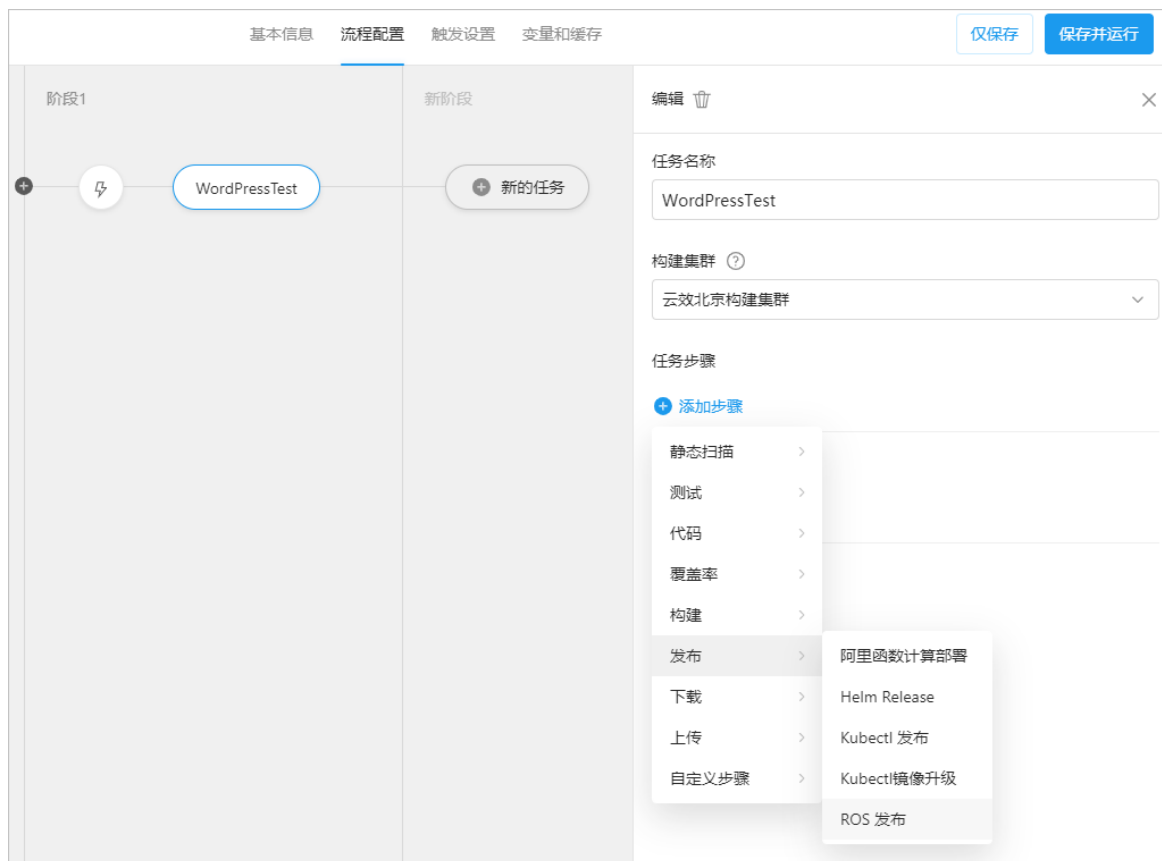 基本信息 流程配置 触发设置 变量和缓存 仅保存 保存并运行
阶段1 新阶段
WordPressTest 新的任务
编辑
任务名称
WordPressTest
构建集群
云效北京构建集群
任务步骤
添加步骤
静态扫描
测试
代码
覆盖率
构建
发布
下载
上传
自定义步骤
阿里函数计算部署
Helm Release
Kubectl 发布
Kubectl镜像升级
ROS 发布